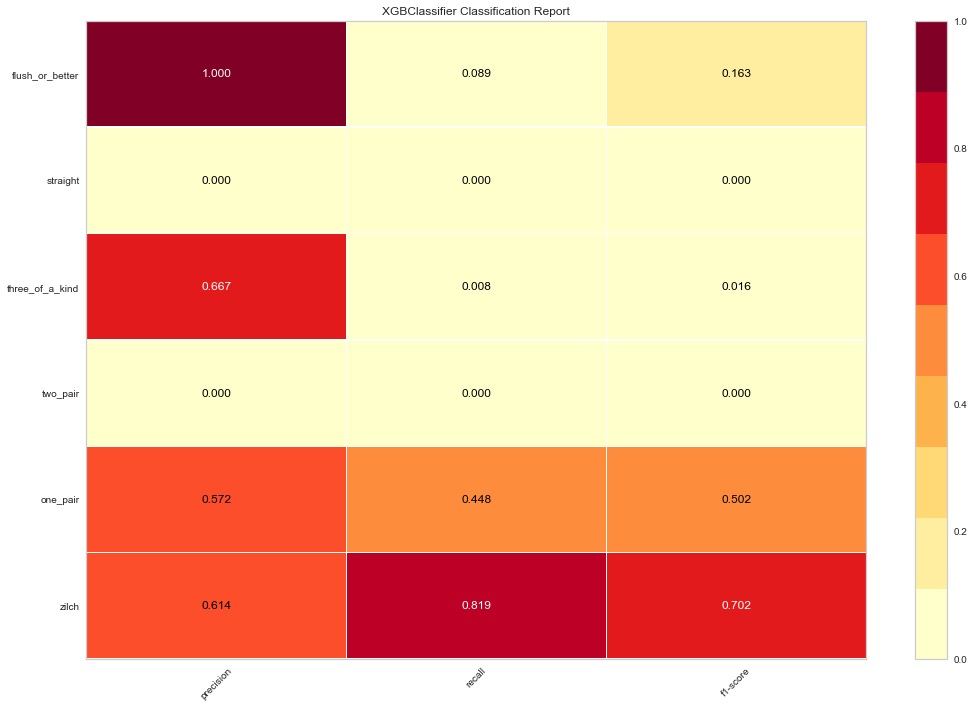 XGBClassifier Classification Report
flush_or_better 1.000 0.089 0.163
straight 0.000 0.000 0.000
three_of_a_kind 0.667 0.008 0.016
two_pair 0.000 0.000 0.000
one_pair 0.572 0.448 0.502
zilch 0.614 0.819 0.702
precision recall f1-score
1.0
0.8
0.6
0.4
0.2
0.0